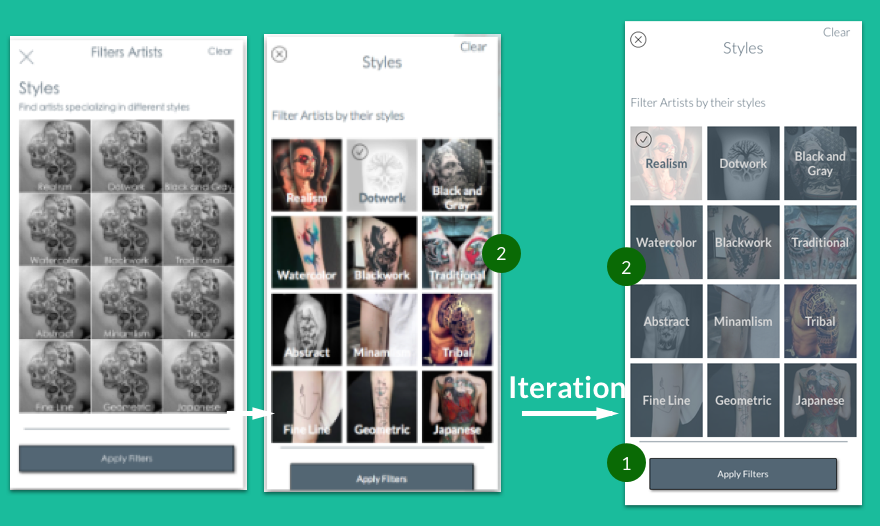 Filters Artists
Clear
Styles
Find artists specializing in different styles
Realism
Dotwork
Black and Gray
Watercolor
Blackwork
Traditional
Abstract
Minamlism
Tribal
Fine Line
Geometric
Japanese
Apply Filters
Clear
Styles
Filter Artists by their styles
Realism
Dotwork
Black and
Gray
Watercolor
Blackwork
Traditional
2
Abstract
Minamlism
Tribal
Fine Line
Geometric
Japanese
Apply Filters
Iteration
Clear
Styles
Filter Artists by their styles
Realism
Dotwork
Black and
Gray
Watercolor
Blackwork
Traditional
2
Abstract
Minamlism
Tribal
Fine Line
Geometric
Japanese
1
Apply Filters